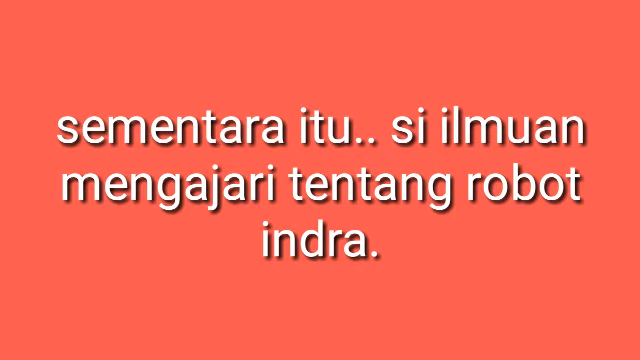 sementara itu.. si ilmuan
mengajari tentang robot
indra.